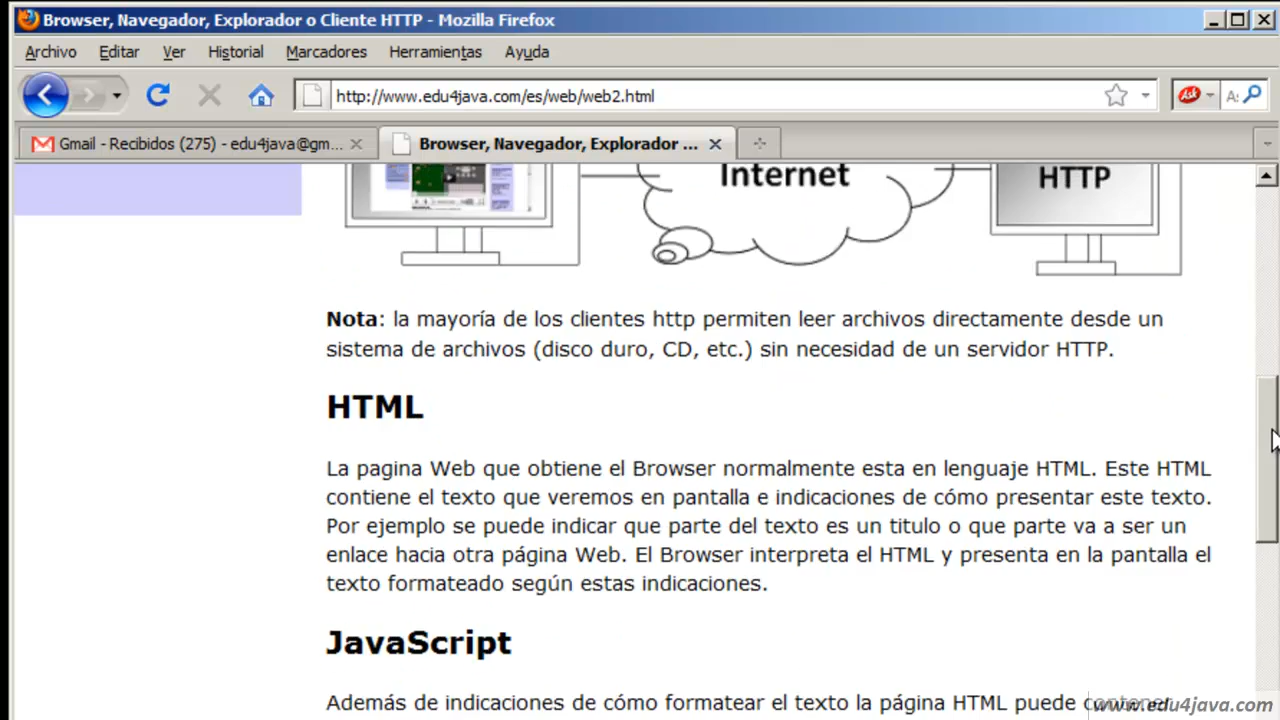 Browser, Navegador, Explorador o Cliente HTTP - Mozilla Firefox
Archivo Editar Ver Historial Marcadores Herramientas Ayuda
http://www.edu4java.com/es/web/web2.html
Ask
Gmail - Recibidos (275) - edu4java@gm... Browser, Navegador, Explorador ...
Internet
HTTP
Nota: la mayoría de los clientes http permiten leer archivos directamente desde un
sistema de archivos (disco duro, CD, etc.) sin necesidad de un servidor HTTP.
HTML
La pagina Web que obtiene el Browser normalmente esta en lenguaje HTML. Este HTML
contiene el texto que veremos en pantalla e indicaciones de cómo presentar este texto.
Por ejemplo se puede indicar que parte del texto es un titulo o que parte va a ser un
enlace hacia otra página Web. El Browser interpreta el HTML y presenta en la pantalla el
texto formateado según estas indicaciones.
JavaScript
Además de indicaciones de cómo formatear el texto la página HTML puede
www.edu4java.com